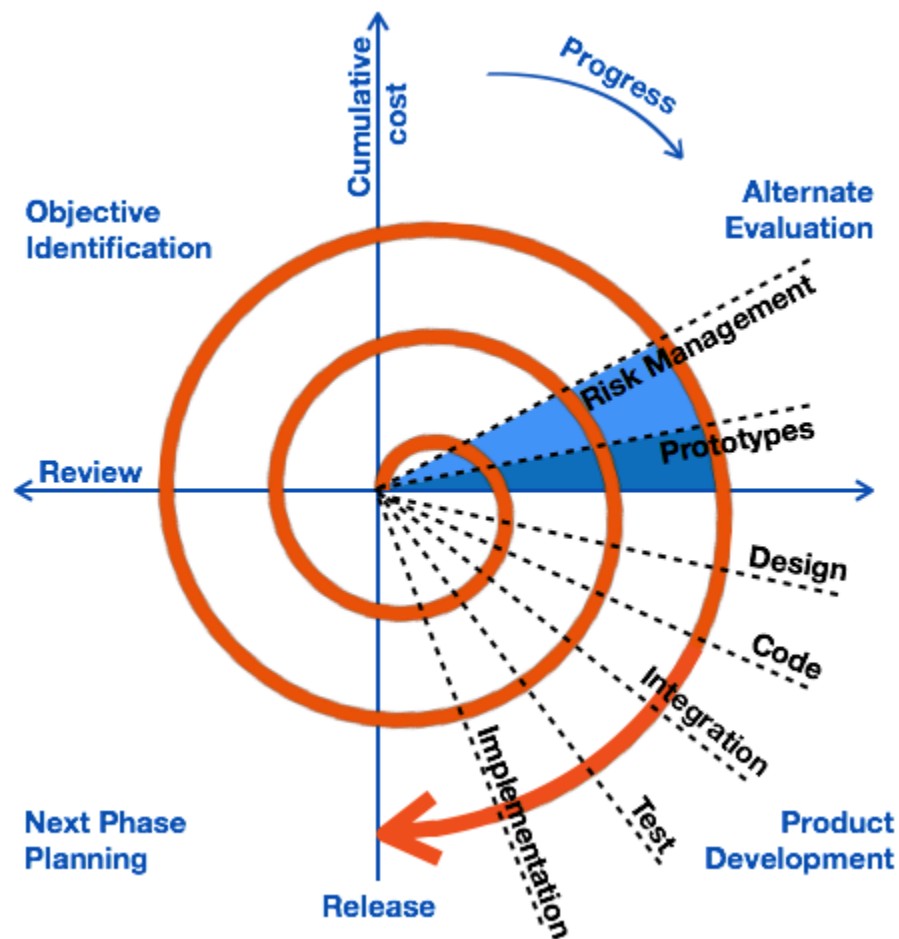 Cumulative
cost
Progress
Objective
Identification
Alternate
Evaluation
Risk Management
Prototypes
Review
Design
Code
Integration
Test
Implementation
Next Phase
Planning
Product
Development
Release